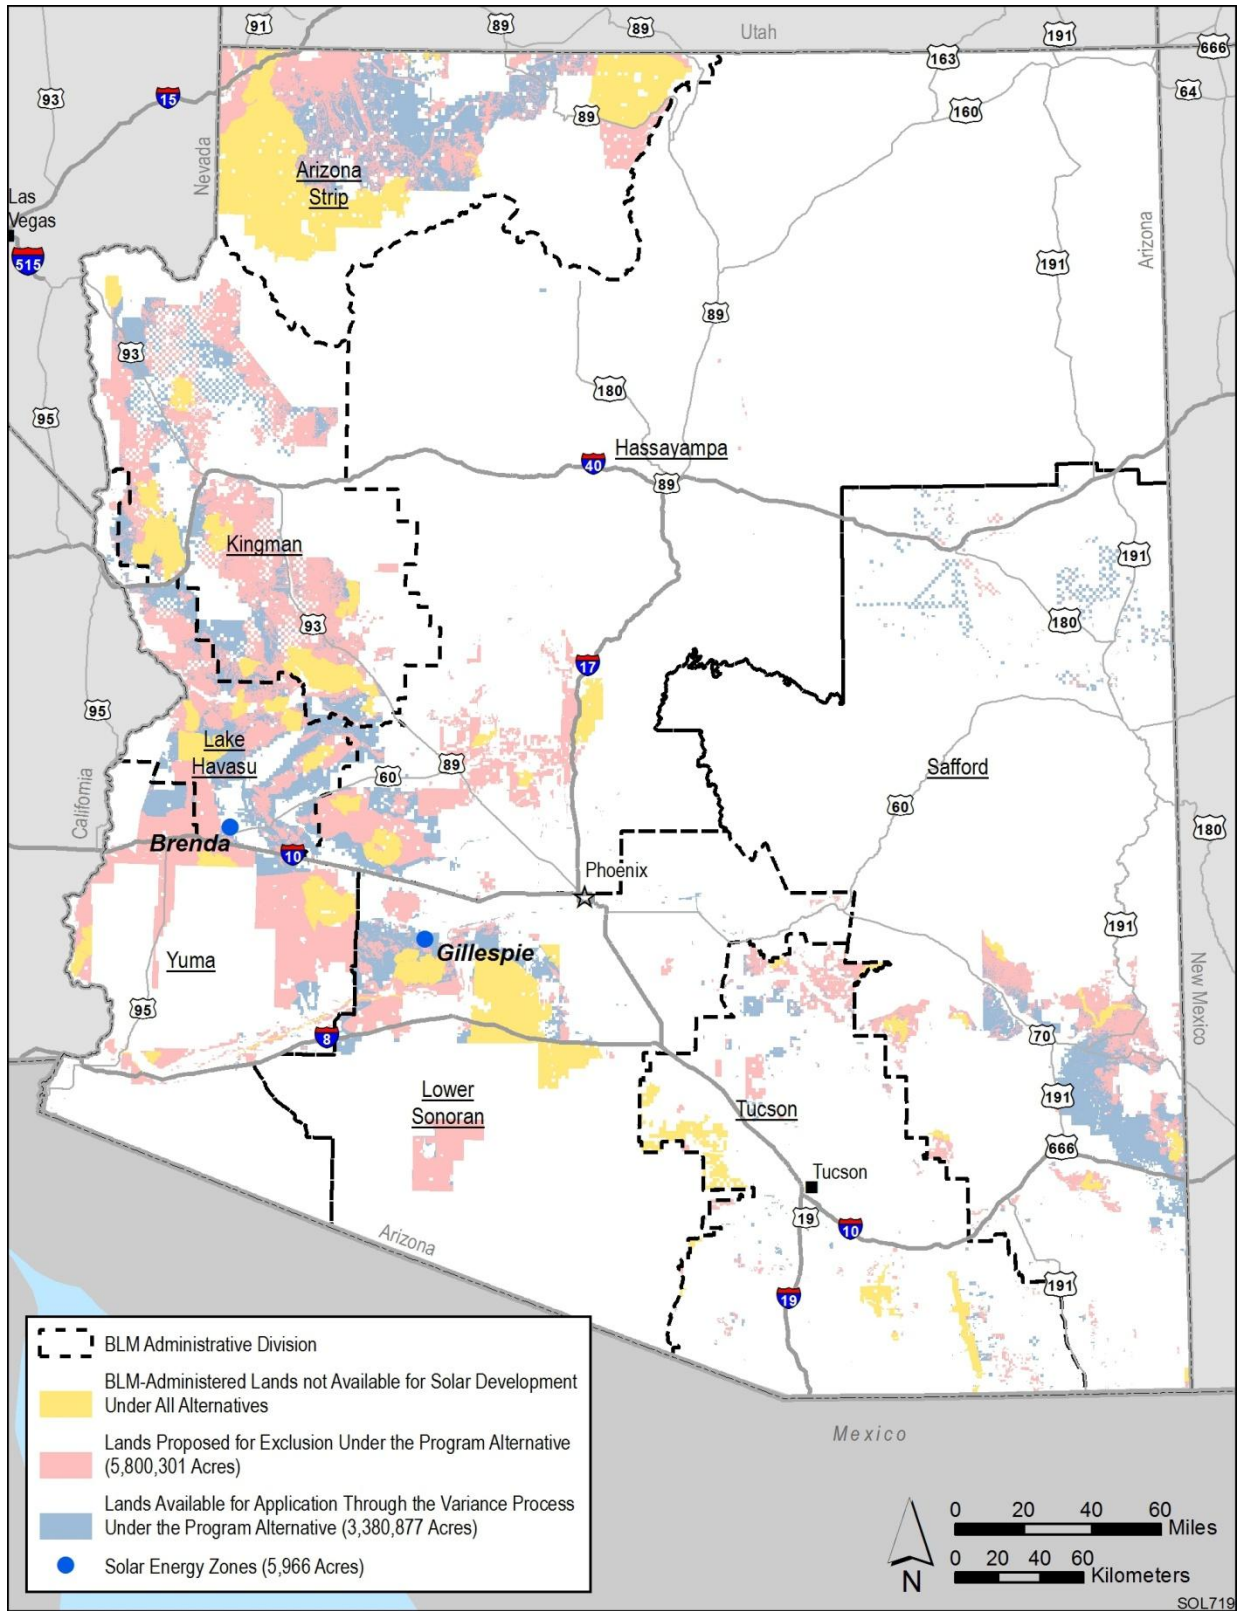 91
89
89
Utah
191
163
666
93
15
64
89
160
Nevada
Arizona
Strip
Las
Vegas
515
Arizona
191
89
93
180
95
Hassayampa
40
89
Kingman
191
93
180
17
95
Lake
Havasu
89
60
Safford
California
60
180
Brenda
10
Phoenix
191
Gillespie
Yuma
New Mexico
95
8
70
Lower
Sonoran
191
Tucson
666
Tucson
19
10
Arizona
191
19
BLM Administrative Division
BLM-Administered Lands not Available for Solar Development
Under All Alternatives
Lands Proposed for Exclusion Under the Program Alternative
(5,800,301 Acres)
Lands Available for Application Through the Variance Process
Under the Program Alternative (3,380,877 Acres)
Solar Energy Zones (5,966 Acres)
Mexico
0 20 40 60
Miles
0 20 40 60
Kilometers
N
SOL719